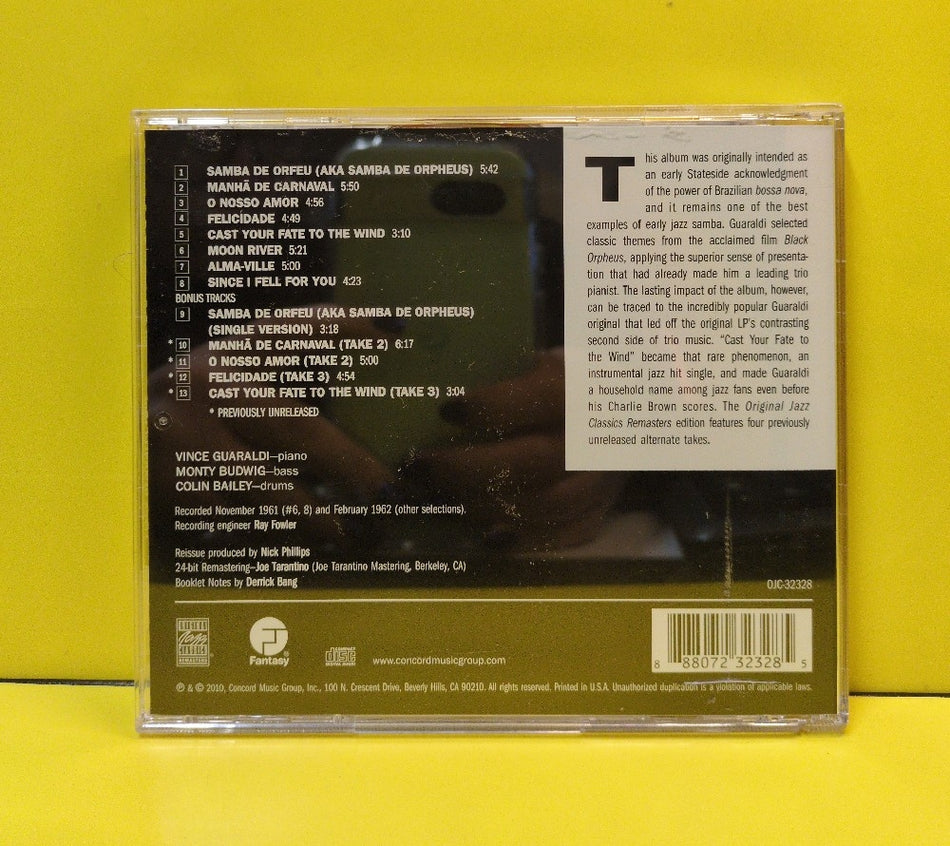 1 SAMBA DE ORFEU (AKA SAMBA DE ORPHEUS) 5:42
2 MANHÃ DE CARNAVAL 5:50
3 O NOSSO AMOR 4:56
4 FELICIDADE 4:49
5 CAST YOUR FATE TO THE WIND 3:10
6 MOON RIVER 5:21
7 ALMA-VILLE 5:00
8 SINCE I FELL FOR YOU 4:23
BONUS TRACKS
9 SAMBA DE ORFEU (AKA SAMBA DE ORPHEUS)
(SINGLE VERSION) 3:18
* 10 MANHÃ DE CARNAVAL (TAKE 2) 6:17
* 11 O NOSSO AMOR (TAKE 2) 5:00
* 12 FELICIDADE (TAKE 3) 4:54
* 13 CAST YOUR FATE TO THE WIND (TAKE 3) 3:04
* PREVIOUSLY UNRELEASED
VINCE GUARALDI—piano
MONTY BUDWIG—bass
COLIN BAILEY—drums
Recorded November 1961 (#6, 8) and February 1962 (other selections).
Recording engineer Ray Fowler
Reissue produced by Nick Phillips
24-bit Remastering—Joe Tarantino (Joe Tarantino Mastering, Berkeley, CA)
Booklet Notes by Derrick Bang
This album was originally intended as
an early Stateside acknowledgment
of the power of Brazilian bossa nova,
and it remains one of the best
examples of early jazz samba. Guaraldi selected
classic themes from the acclaimed film Black
Orpheus, applying the superior sense of presenta-
tion that had already made him a leading trio
pianist. The lasting impact of the album, however,
can be traced to the incredibly popular Guaraldi
original that led off the original LP's contrasting
second side of trio music. "Cast Your Fate to
the Wind" became that rare phenomenon, an
instrumental jazz hit single, and made Guaraldi
a household name among jazz fans even before
his Charlie Brown scores. The Original Jazz
Classics Remasters edition features four previously
unreleased alternate takes.
OJC-32328
ORIGINAL
Jazz
CLASSICS
REMASTERS
Fantasy®
COMPACT
disc
DIGITAL AUDIO
www.concordmusicgroup.com
8 88072 32328 5
℗ & © 2010, Concord Music Group, Inc., 100 N. Crescent Drive, Beverly Hills, CA 90210. All rights reserved. Printed in U.S.A. Unauthorized duplication is a violation of applicable laws.